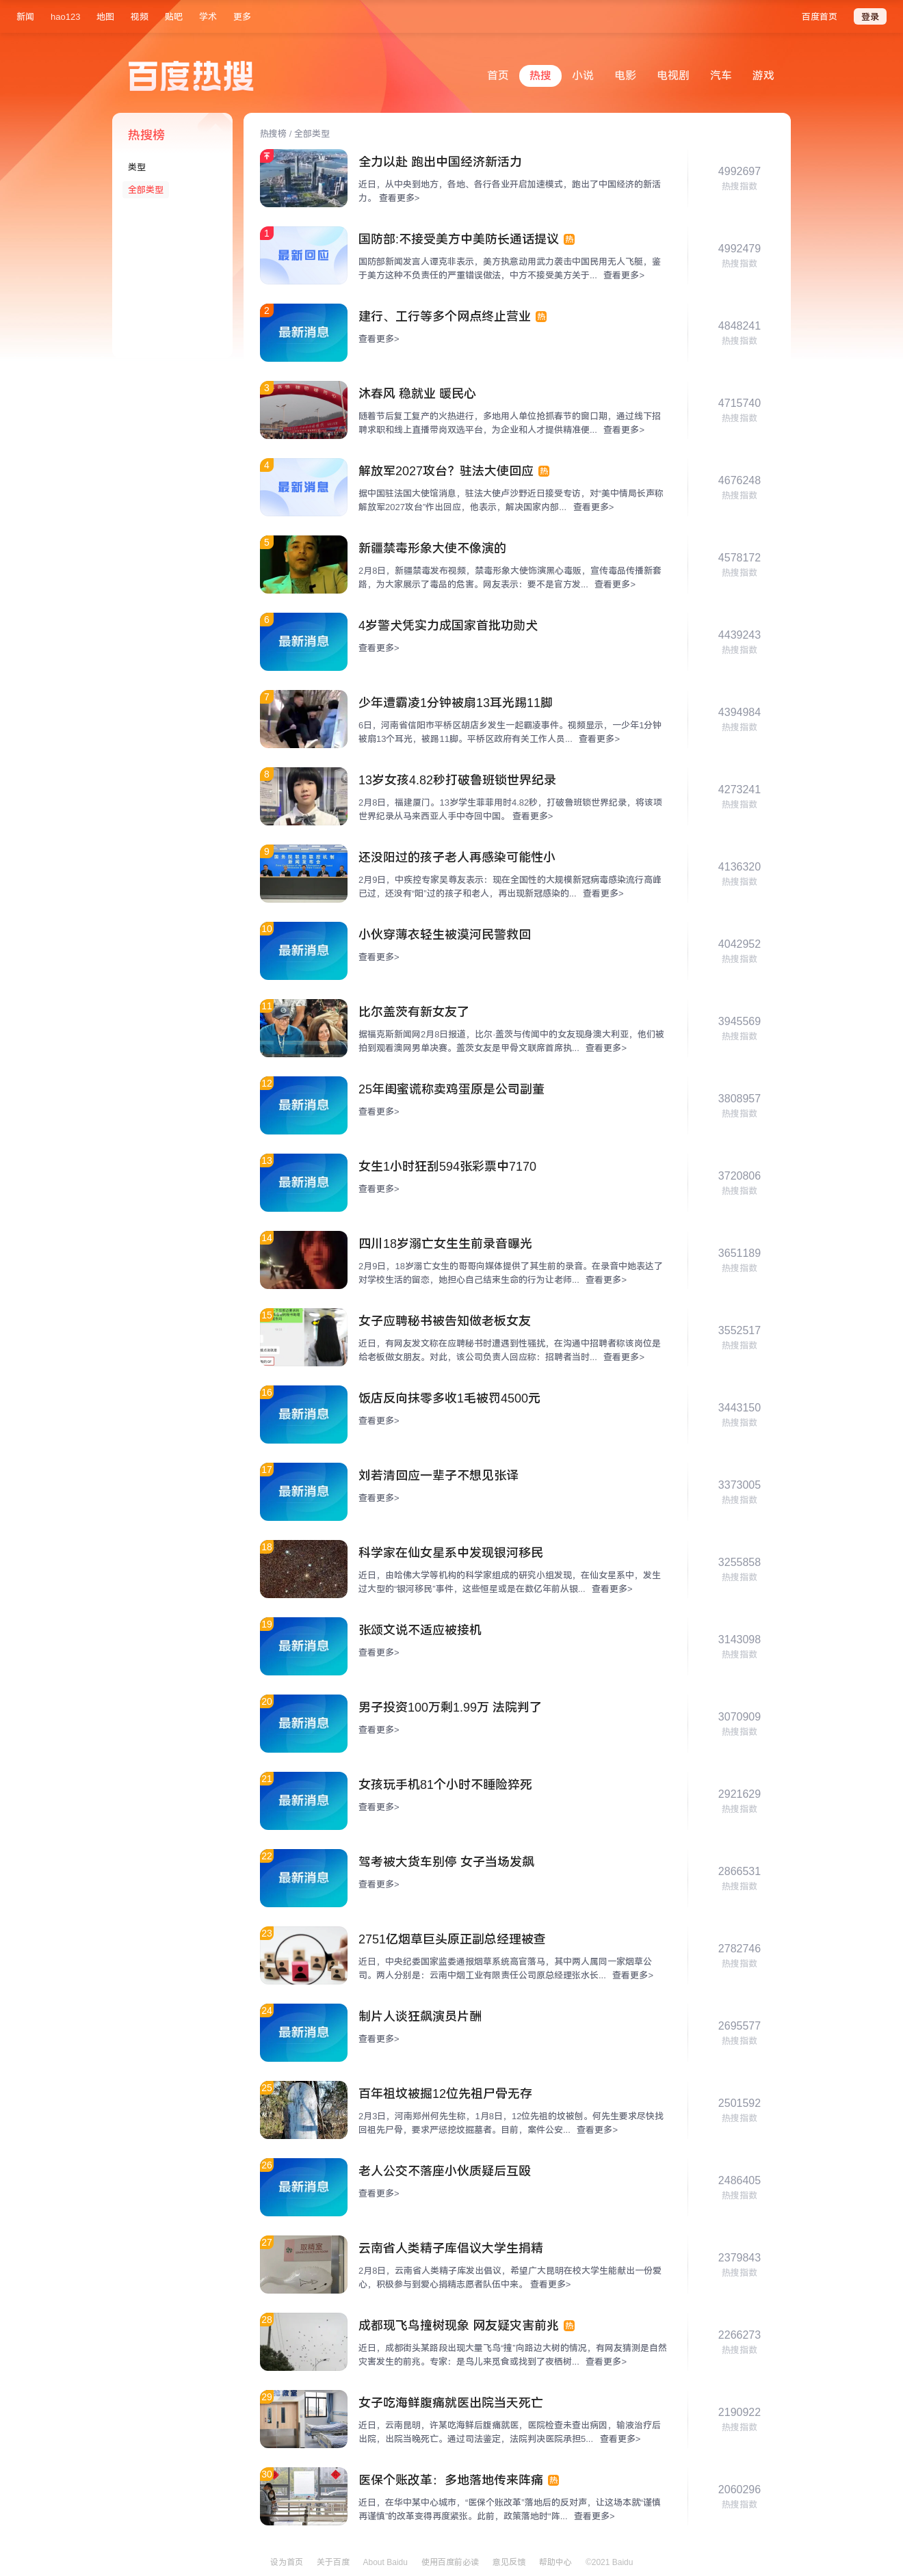 新闻 hao123 地图 视频 贴吧 学术 更多 百度首页 登录
百度热搜
首页 热搜 小说 电影 电视剧 汽车 游戏
热搜榜
类型
全部类型
热搜榜 / 全部类型
全力以赴 跑出中国经济新活力
近日，从中央到地方，各地、各行各业开启加速模式，跑出了中国经济的新活
力。 查看更多>
4992697
热搜指数
1
最新回应
国防部:不接受美方中美防长通话提议 热
国防部新闻发言人谭克非表示，美方执意动用武力袭击中国民用无人飞艇，鉴
于美方这种不负责任的严重错误做法，中方不接受美方关于... 查看更多>
4992479
热搜指数
2
最新消息
建行、工行等多个网点终止营业 热
查看更多>
4848241
热搜指数
3
沐春风 稳就业 暖民心
随着节后复工复产的火热进行，多地用人单位抢抓春节的窗口期，通过线下招
聘求职和线上直播带岗双选平台，为企业和人才提供精准便... 查看更多>
4715740
热搜指数
4
最新消息
解放军2027攻台？驻法大使回应 热
据中国驻法国大使馆消息，驻法大使卢沙野近日接受专访，对“美中情局长声称
解放军2027攻台”作出回应，他表示，解决国家内部... 查看更多>
4676248
热搜指数
5
新疆禁毒形象大使不像演的
2月8日，新疆禁毒发布视频，禁毒形象大使饰演黑心毒贩，宣传毒品传播新套
路，为大家展示了毒品的危害。网友表示：要不是官方发... 查看更多>
4578172
热搜指数
6
最新消息
4岁警犬凭实力成国家首批功勋犬
查看更多>
4439243
热搜指数
7
少年遭霸凌1分钟被扇13耳光踢11脚
6日，河南省信阳市平桥区胡店乡发生一起霸凌事件。视频显示，一少年1分钟
被扇13个耳光，被踢11脚。平桥区政府有关工作人员... 查看更多>
4394984
热搜指数
8
13岁女孩4.82秒打破鲁班锁世界纪录
2月8日，福建厦门。13岁学生菲菲用时4.82秒，打破鲁班锁世界纪录，将该项
世界纪录从马来西亚人手中夺回中国。 查看更多>
4273241
热搜指数
9
还没阳过的孩子老人再感染可能性小
2月9日，中疾控专家吴尊友表示：现在全国性的大规模新冠病毒感染流行高峰
已过，还没有“阳”过的孩子和老人，再出现新冠感染的... 查看更多>
4136320
热搜指数
10
最新消息
小伙穿薄衣轻生被漠河民警救回
查看更多>
4042952
热搜指数
11
比尔盖茨有新女友了
据福克斯新闻网2月8日报道，比尔·盖茨与传闻中的女友现身澳大利亚，他们被
拍到观看澳网男单决赛。盖茨女友是甲骨文联席首席执... 查看更多>
3945569
热搜指数
12
最新消息
25年闺蜜谎称卖鸡蛋原是公司副董
查看更多>
3808957
热搜指数
13
最新消息
女生1小时狂刮594张彩票中7170
查看更多>
3720806
热搜指数
14
四川18岁溺亡女生生前录音曝光
2月9日，18岁溺亡女生的哥哥向媒体提供了其生前的录音。在录音中她表达了
对学校生活的留恋，她担心自己结束生命的行为让老师... 查看更多>
3651189
热搜指数
15
女子应聘秘书被告知做老板女友
近日，有网友发文称在应聘秘书时遭遇到性骚扰，在沟通中招聘者称该岗位是
给老板做女朋友。对此，该公司负责人回应称：招聘者当时... 查看更多>
3552517
热搜指数
16
最新消息
饭店反向抹零多收1毛被罚4500元
查看更多>
3443150
热搜指数
17
最新消息
刘若清回应一辈子不想见张译
查看更多>
3373005
热搜指数
18
科学家在仙女星系中发现银河移民
近日，由哈佛大学等机构的科学家组成的研究小组发现，在仙女星系中，发生
过大型的“银河移民”事件，这些恒星或是在数亿年前从银... 查看更多>
3255858
热搜指数
19
最新消息
张颂文说不适应被接机
查看更多>
3143098
热搜指数
20
最新消息
男子投资100万剩1.99万 法院判了
查看更多>
3070909
热搜指数
21
最新消息
女孩玩手机81个小时不睡险猝死
查看更多>
2921629
热搜指数
22
最新消息
驾考被大货车别停 女子当场发飙
查看更多>
2866531
热搜指数
23
2751亿烟草巨头原正副总经理被查
近日，中央纪委国家监委通报烟草系统高官落马，其中两人属同一家烟草公
司。两人分别是：云南中烟工业有限责任公司原总经理张水长... 查看更多>
2782746
热搜指数
24
最新消息
制片人谈狂飙演员片酬
查看更多>
2695577
热搜指数
25
百年祖坟被掘12位先祖尸骨无存
2月3日，河南郑州何先生称，1月8日，12位先祖的坟被刨。何先生要求尽快找
回祖先尸骨，要求严惩挖坟掘墓者。目前，案件公安... 查看更多>
2501592
热搜指数
26
最新消息
老人公交不落座小伙质疑后互殴
查看更多>
2486405
热搜指数
27
云南省人类精子库倡议大学生捐精
2月8日，云南省人类精子库发出倡议，希望广大昆明在校大学生能献出一份爱
心，积极参与到爱心捐精志愿者队伍中来。 查看更多>
2379843
热搜指数
28
成都现飞鸟撞树现象 网友疑灾害前兆 热
近日，成都街头某路段出现大量飞鸟“撞”向路边大树的情况，有网友猜测是自然
灾害发生的前兆。专家：是鸟儿来觅食或找到了夜栖树... 查看更多>
2266273
热搜指数
29
女子吃海鲜腹痛就医出院当天死亡
近日，云南昆明，许某吃海鲜后腹痛就医，医院检查未查出病因，输液治疗后
出院，出院当晚死亡。通过司法鉴定，法院判决医院承担5... 查看更多>
2190922
热搜指数
30
医保个账改革：多地落地传来阵痛 热
近日，在华中某中心城市，“医保个账改革”落地后的反对声，让这场本就“谨慎
再谨慎”的改革变得再度紧张。此前，政策落地时“阵... 查看更多>
2060296
热搜指数
设为首页 关于百度 About Baidu 使用百度前必读 意见反馈 帮助中心 ©2021 Baidu